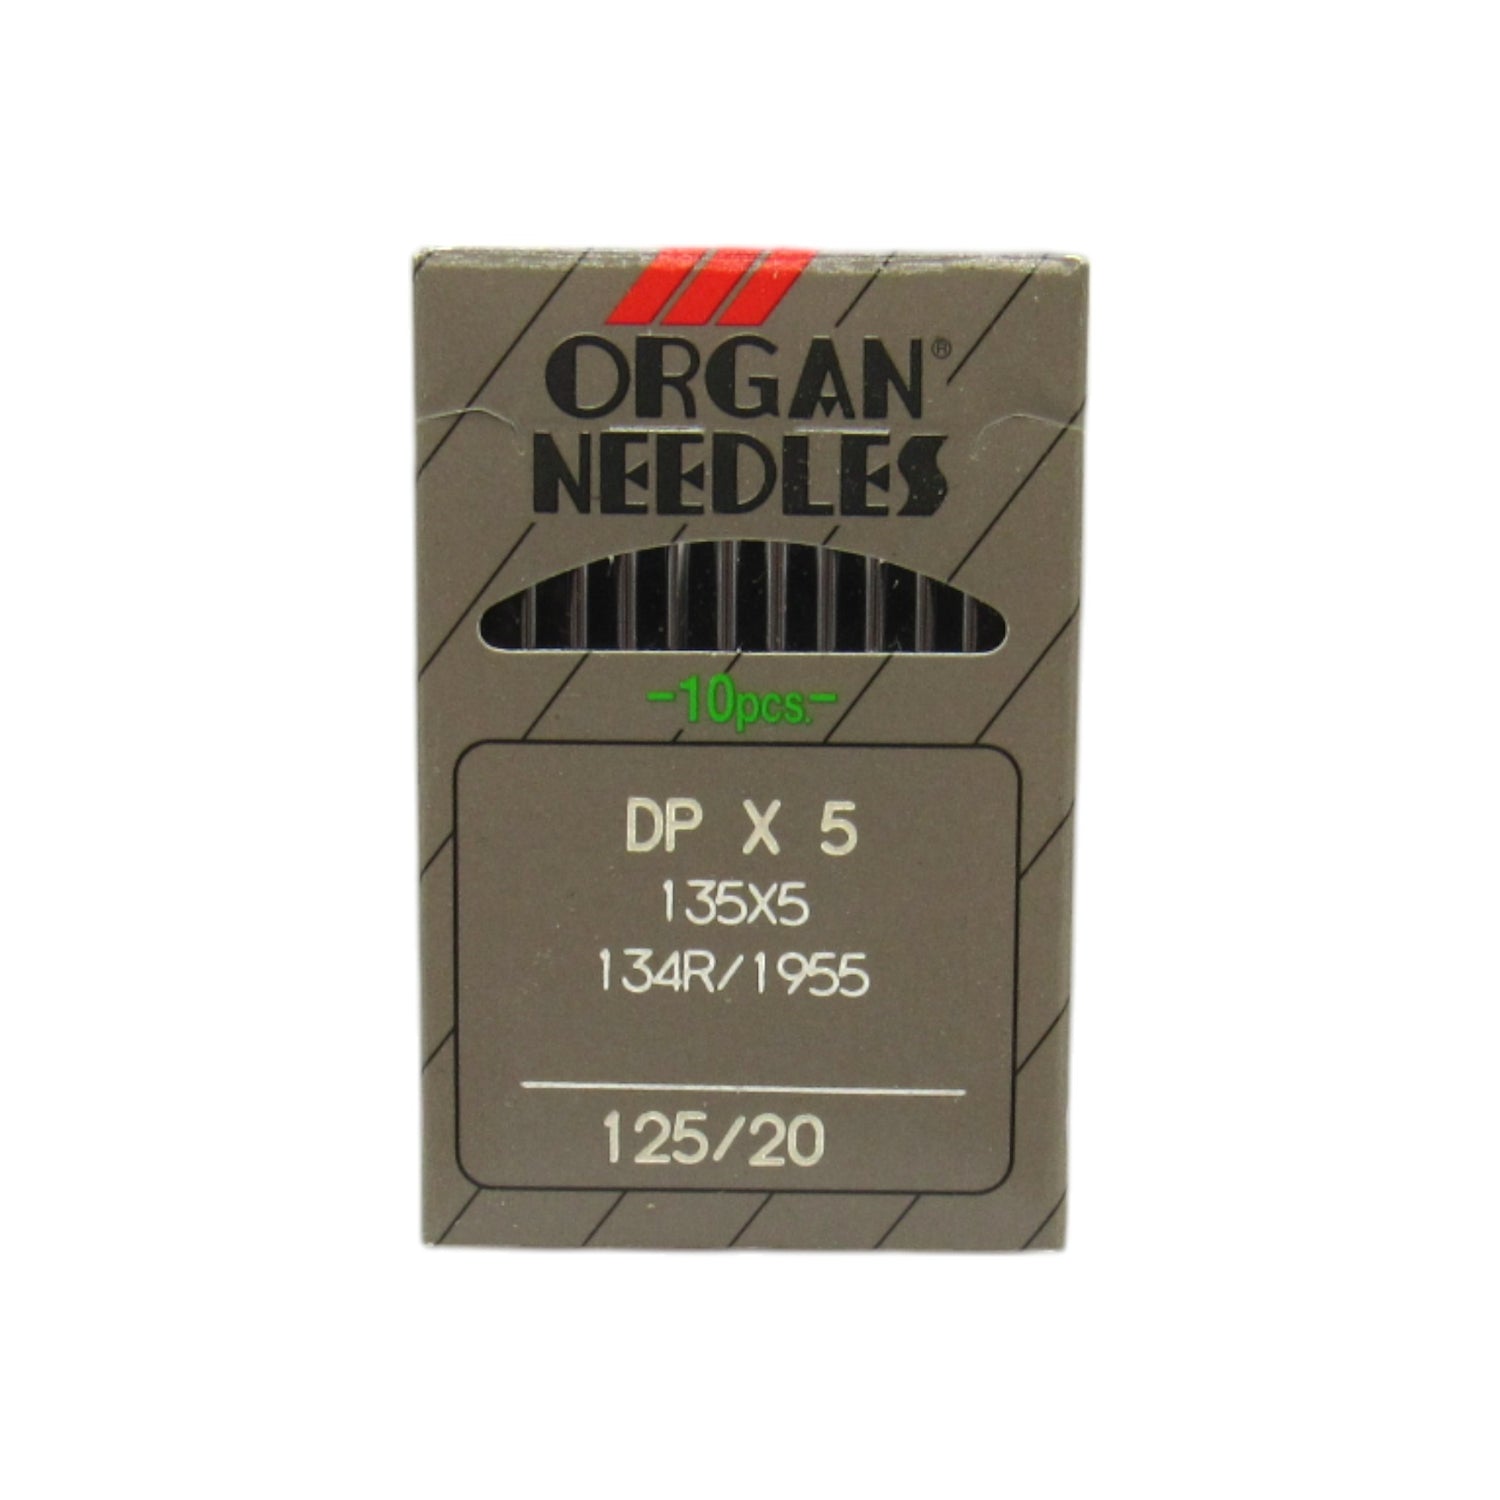 ORGAN®
NEEDLES
-10pcs.-
DP X 5
135X5
134R/1955
125/20